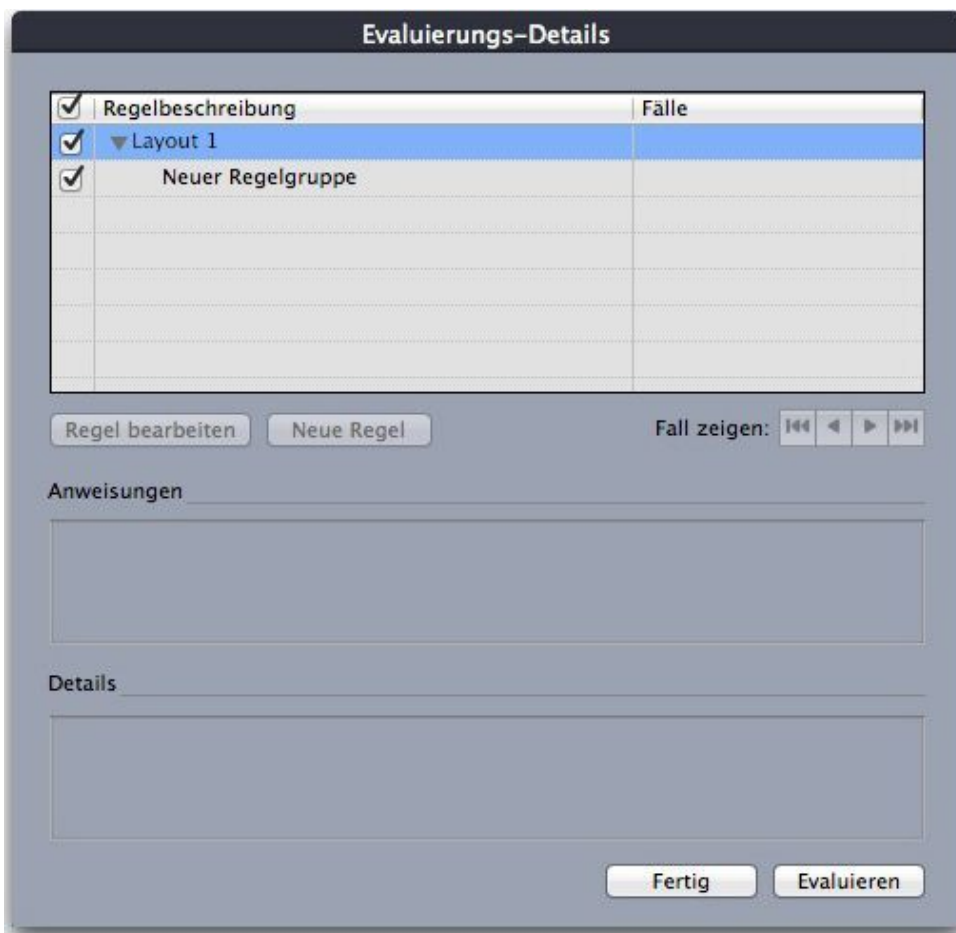 Evaluierungs-Details
Regelbeschreibung Fälle
Layout 1
Neuer Regelgruppe
Regel bearbeiten Neue Regel Fall zeigen:
Anweisungen
Details
Fertig Evaluieren